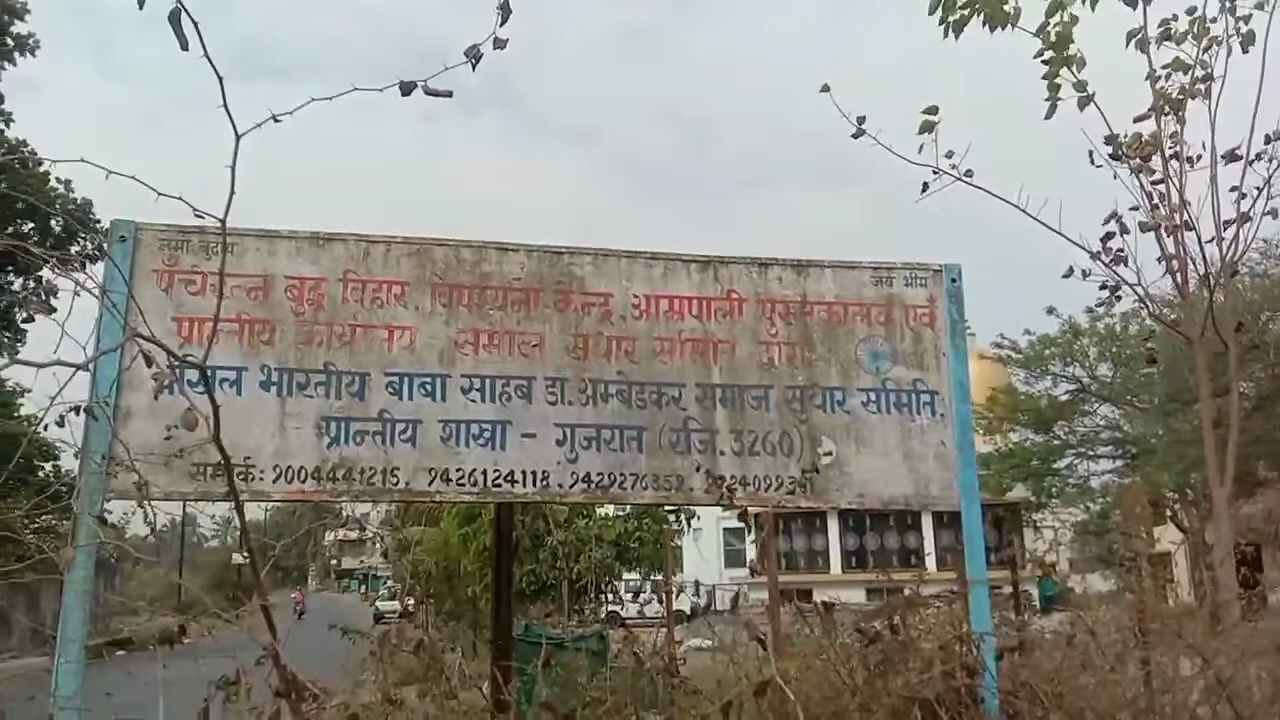 नमो बुद्धाय
जय भीम
पँचरत्न बुद्ध विहार, विपश्यना केन्द्र, आम्रपाली पुस्तकालय एवँ
प्रान्तीय कार्यालय समाज सुधार समिति
अखिल भारतीय बाबा साहब डा. अम्बेडकर समाज सुधार समिति,
प्रान्तीय शाखा - गुजरात (रजि. 3260)
सम्पर्क: 9004441215, 9426124118, 9429276352,